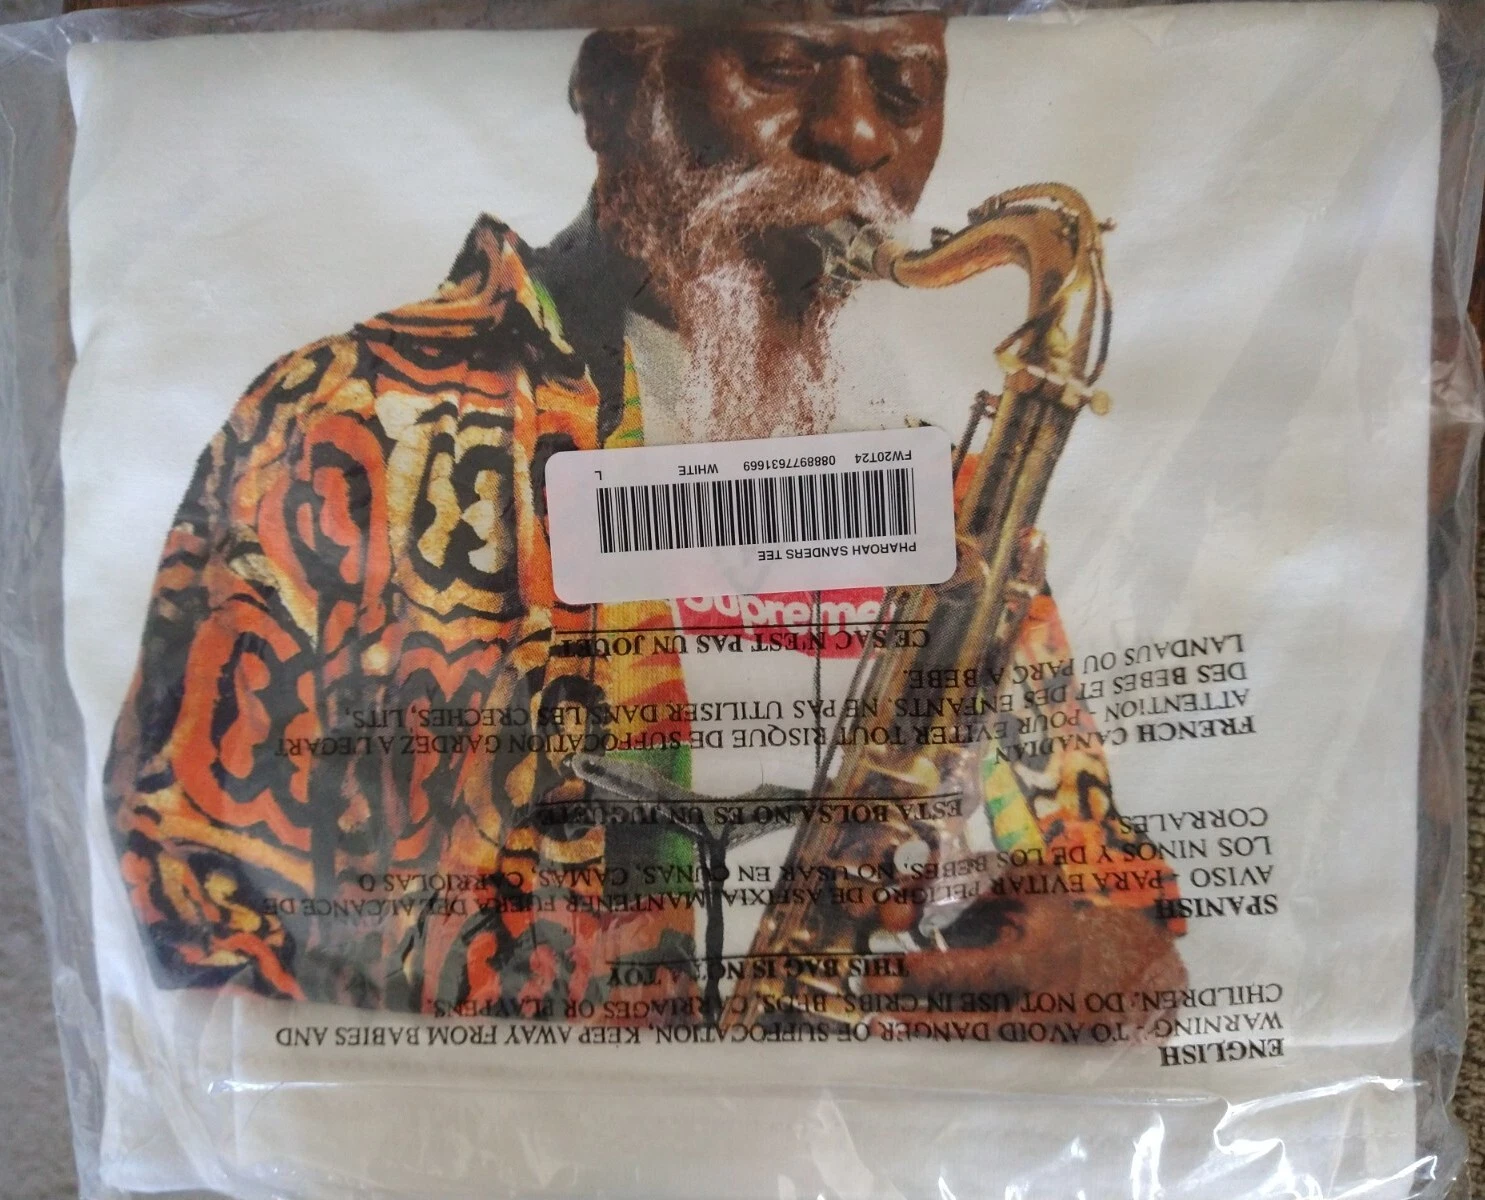 PHAROAH SANDERS TEE
FW20T24 0888977631669 WHITE L
Supreme
ENGLISH
WARNING - TO AVOID DANGER OF SUFFOCATION, KEEP AWAY FROM BABIES AND
CHILDREN. DO NOT USE IN CRIBS, BEDS, CARRIAGES OR PLAYPENS.
THIS BAG IS NOT A TOY
SPANISH
AVISO - PARA EVITAR PELIGRO DE ASFIXIA, MANTENER FUERA DEL ALCANCE DE
LOS NINOS Y DE LOS BEBES. NO USAR EN CUNAS, CAMAS, CARRIOLAS O
CORRALES.
ESTA BOLSA NO ES UN JUGUETE
FRENCH CANADIAN
ATTENTION - POUR EVITER TOUT RISQUE DE SUFFOCATION GARDEZ A L'EGART
DES BEBES ET DES ENFANTS. NE PAS UTILISER DANS LES CRECHES, LITS,
LANDAUS OU PARC A BEBE.
CE SAC N'EST PAS UN JOUET